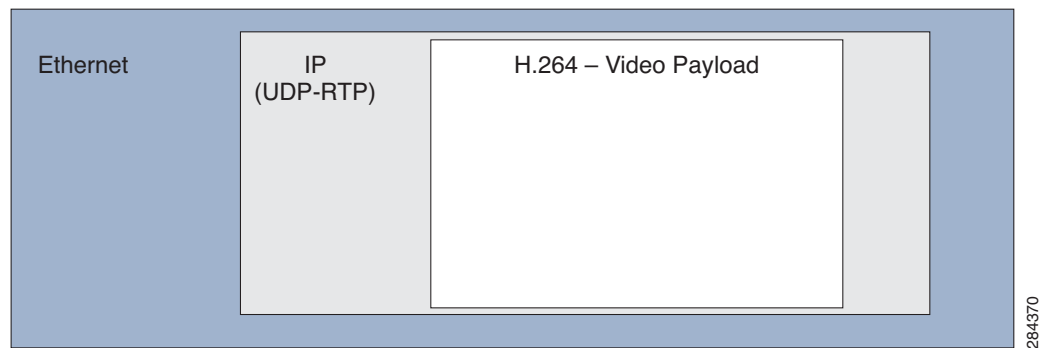 Ethernet
IP
(UDP-RTP)
H.264 – Video Payload
284370